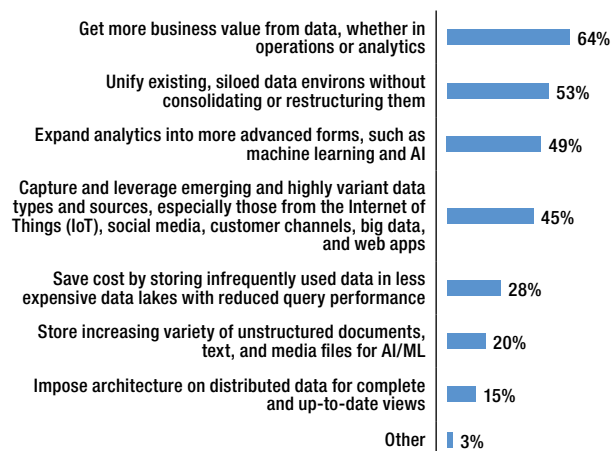 Get more business value from data, whether in
operations or analytics
64%
Unify existing, siloed data environs without
consolidating or restructuring them
53%
Expand analytics into more advanced forms, such as
machine learning and AI
49%
Capture and leverage emerging and highly variant data
types and sources, especially those from the Internet of
Things (IoT), social media, customer channels, big data,
and web apps
45%
Save cost by storing infrequently used data in less
expensive data lakes with reduced query performance
28%
Store increasing variety of unstructured documents,
text, and media files for AI/ML
20%
Impose architecture on distributed data for complete
and up-to-date views
15%
Other
3%